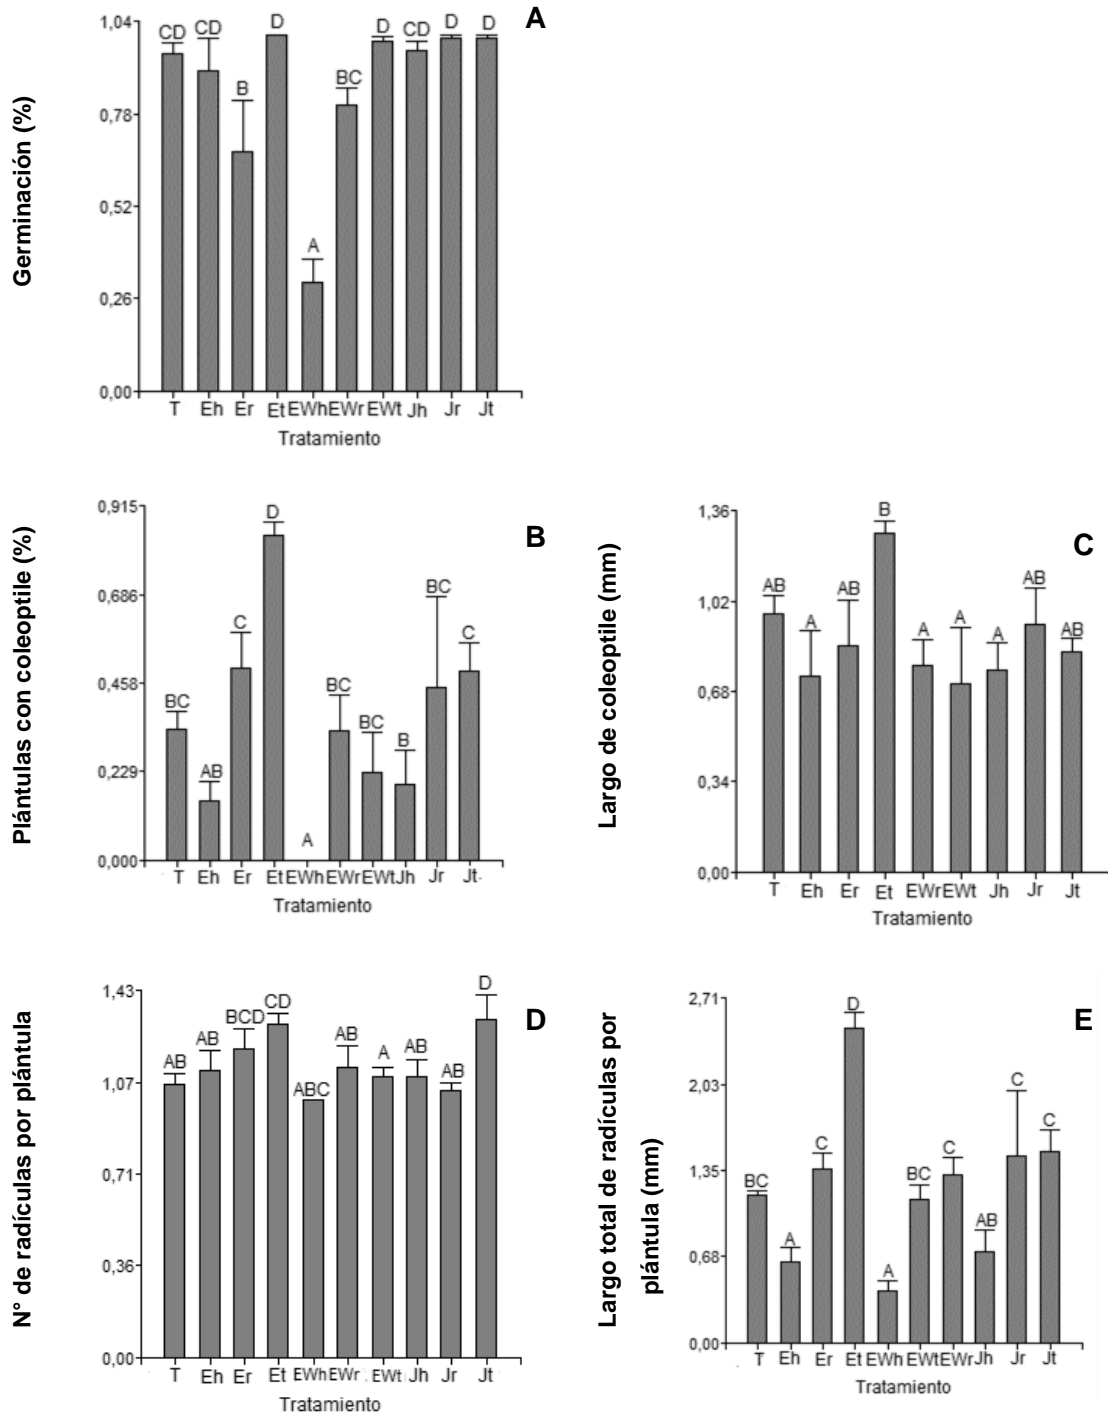 A
Germinación (%)
1,04
0,78
0,52
0,26
0,00
CD CD B D A BC D CD D D
T Eh Er Et EWh EWr EWt Jh Jr Jt
Tratamiento
B
Plántulas con coleoptile (%)
0,915
0,686
0,458
0,229
0,000
BC AB C D A BC BC B BC C
T Eh Er Et EWh EWr EWt Jh Jr Jt
Tratamiento
C
Largo de coleoptile (mm)
1,36
1,02
0,68
0,34
0,00
AB A AB B A A A AB AB
T Eh Er Et EWr EWt Jh Jr Jt
Tratamiento
D
N° de radículas por plántula
1,43
1,07
0,71
0,36
0,00
AB AB BCD CD ABC AB A AB AB D
T Eh Er Et EWh EWr EWt Jh Jr Jt
Tratamiento
E
Largo total de radículas por
plántula (mm)
2,71
2,03
1,35
0,68
0,00
BC A C D A BC C AB C C
T Eh Er Et EWh EWt EWr Jh Jr Jt
Tratamiento